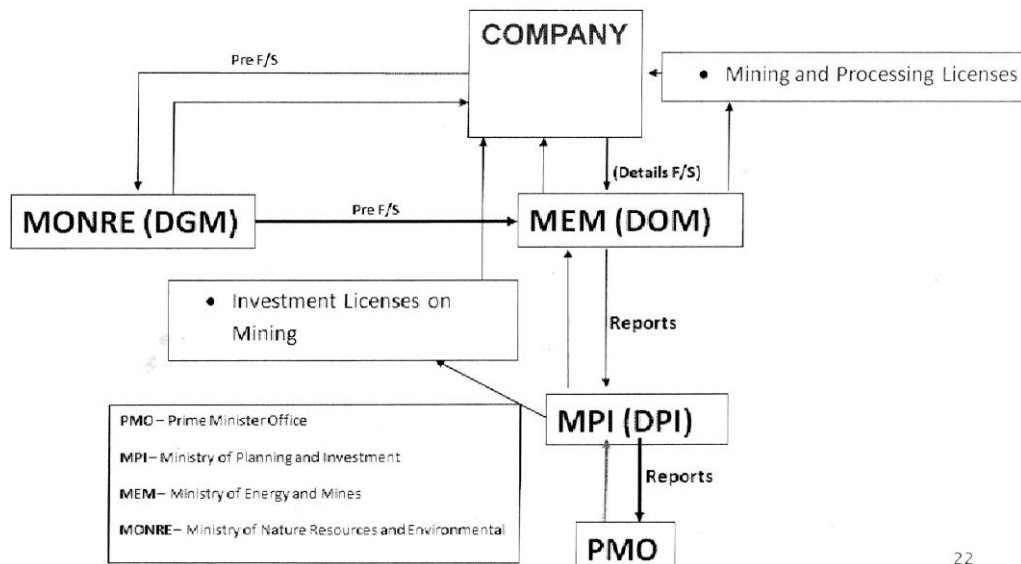 COMPANY
Pre F/S
• Mining and Processing Licenses
(Details F/S)
MONRE (DGM)
Pre F/S
MEM (DOM)
• Investment Licenses on
Mining
Reports
MPI (DPI)
PMO – Prime Minister Office
MPI – Ministry of Planning and Investment
MEM – Ministry of Energy and Mines
MONRE – Ministry of Nature Resources and Environmental
Reports
PMO
22